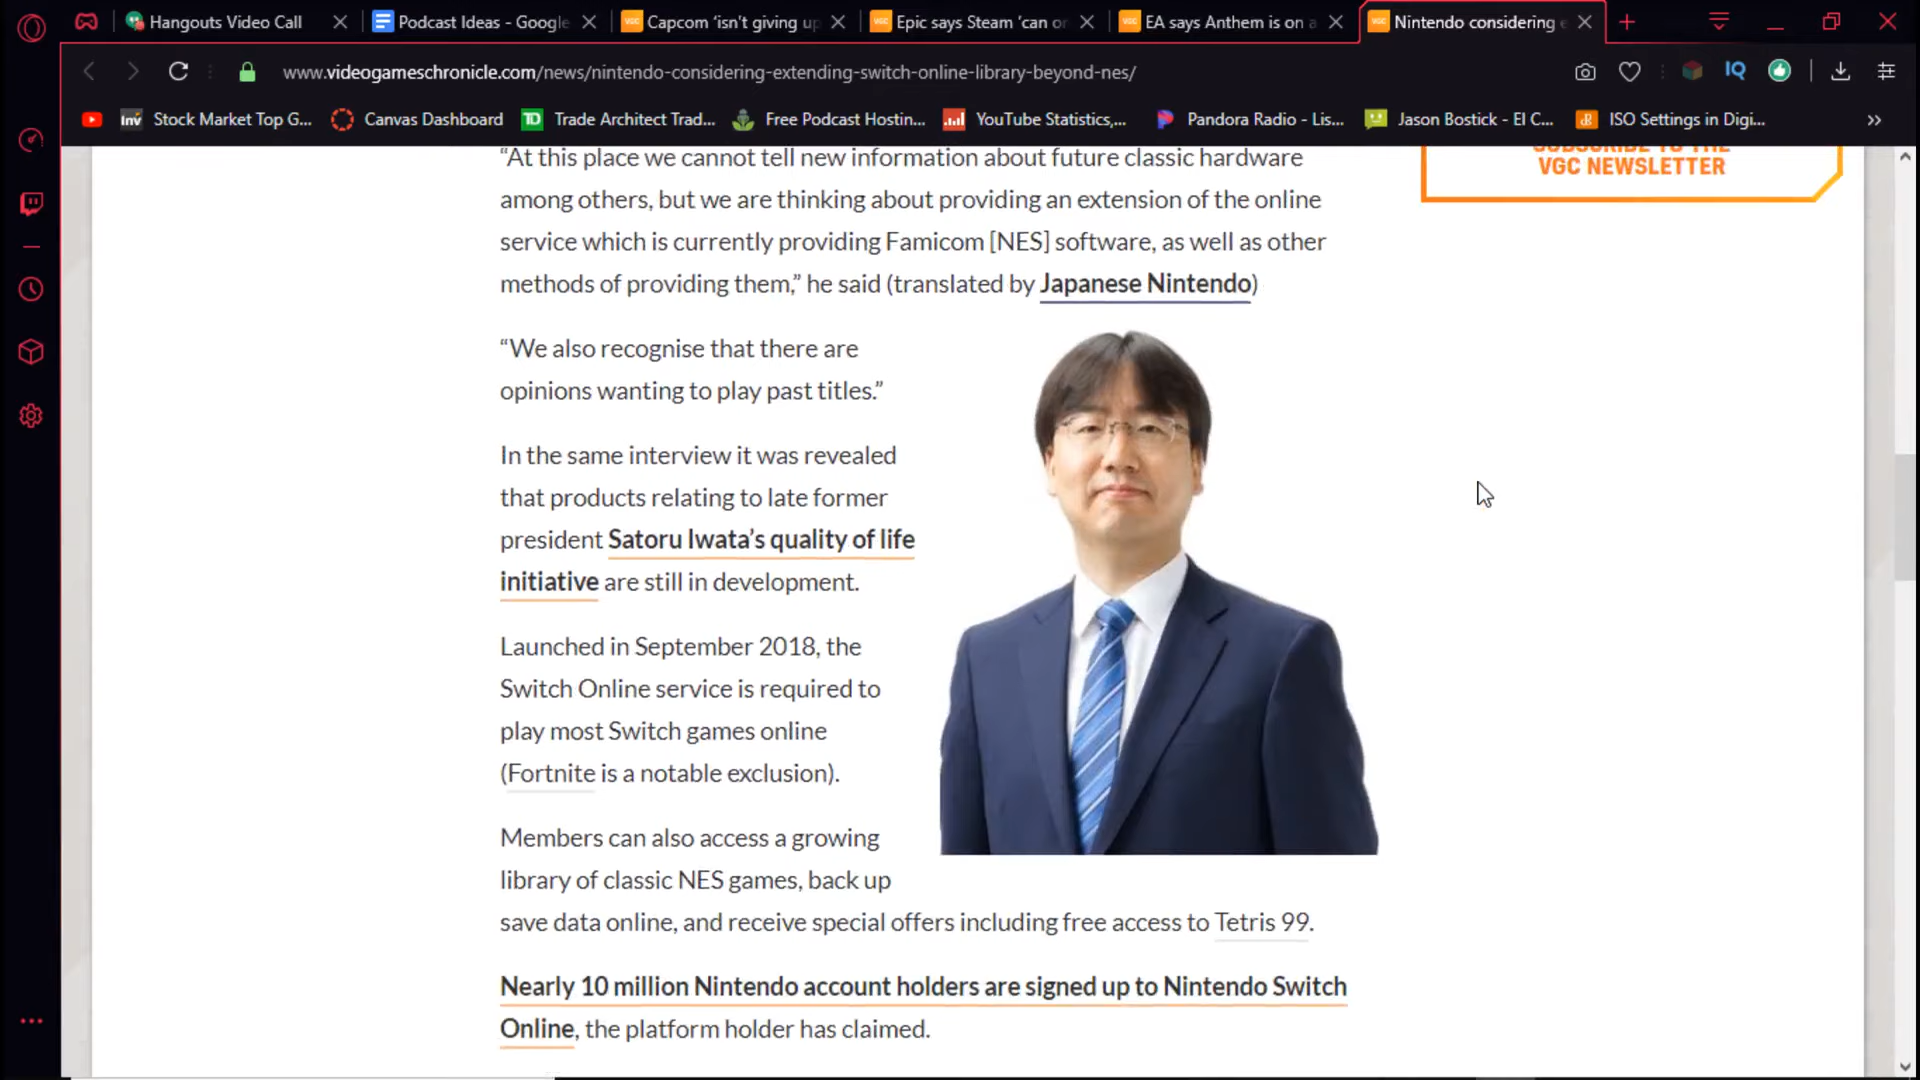 Hangouts Video Call
Podcast Ideas - Google
Capcom ‘isn't giving up
Epic says Steam ‘can or
EA says Anthem is on a
Nintendo considering e
www.videogameschronicle.com/news/nintendo-considering-extending-switch-online-library-beyond-nes/
IQ
Inv Stock Market Top G...
Canvas Dashboard
TD Trade Architect Trad...
Free Podcast Hostin...
YouTube Statistics,...
Pandora Radio - Lis...
Jason Bostick - El C...
ISO Settings in Digi...
SUBSCRIBE TO THE
VGC NEWSLETTER
“At this place we cannot tell new information about future classic hardware
among others, but we are thinking about providing an extension of the online
service which is currently providing Famicom [NES] software, as well as other
methods of providing them,” he said (translated by Japanese Nintendo)
“We also recognise that there are
opinions wanting to play past titles.”
In the same interview it was revealed
that products relating to late former
president Satoru Iwata’s quality of life
initiative are still in development.
Launched in September 2018, the
Switch Online service is required to
play most Switch games online
(Fortnite is a notable exclusion).
Members can also access a growing
library of classic NES games, back up
save data online, and receive special offers including free access to Tetris 99.
Nearly 10 million Nintendo account holders are signed up to Nintendo Switch
Online, the platform holder has claimed.